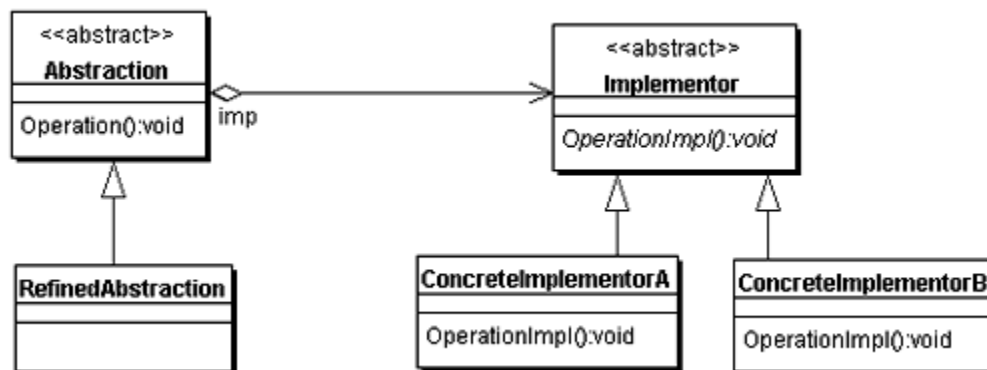 <<abstract>>
Abstraction
Operation():void
imp
<<abstract>>
Implementor
OperationImpl():void
RefinedAbstraction
ConcreteImplementorA
OperationImpl():void
ConcreteImplementorB
OperationImpl():void